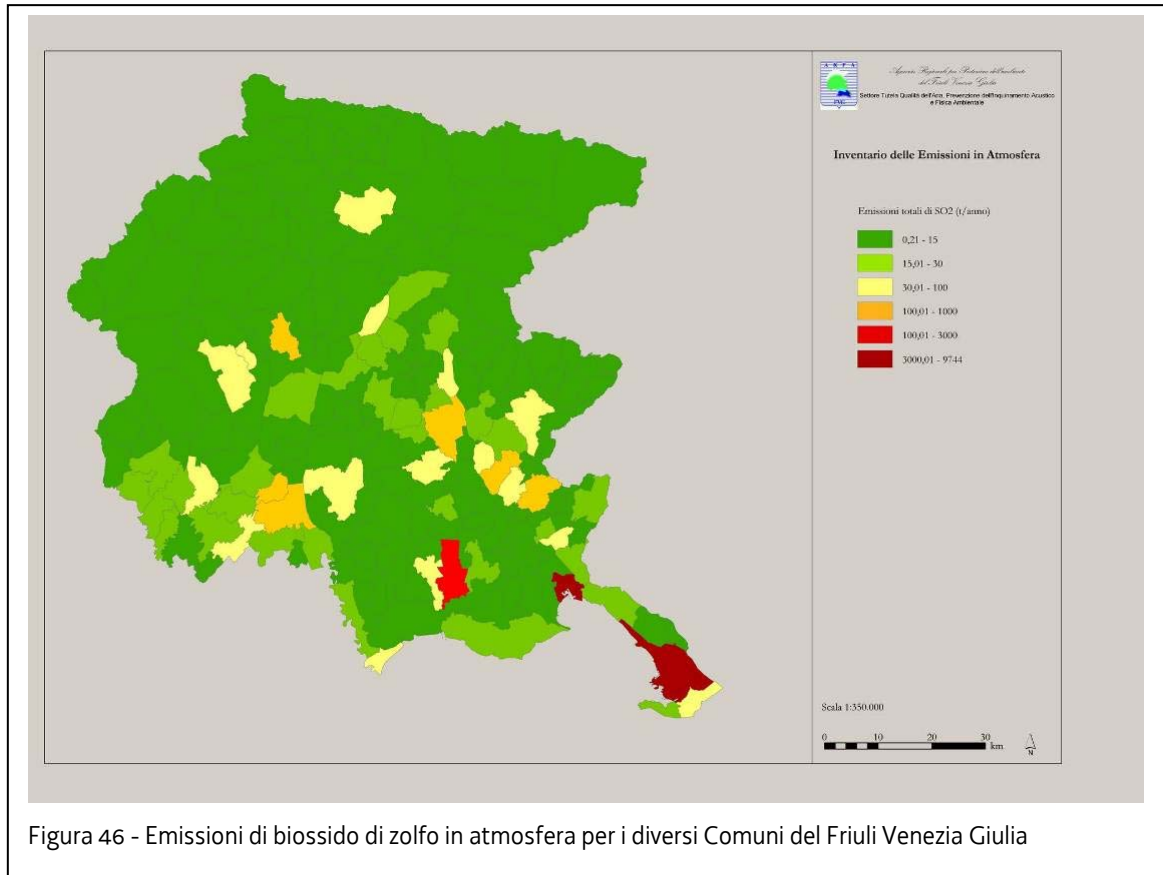 A R P A
FVG
Agenzia Regionale per la Protezione dell'Ambiente
del Friuli Venezia Giulia
Settore Tutela Qualità dell'Aria, Prevenzione dell'Inquinamento Acustico
e Fisica Ambientale
Inventario delle Emissioni in Atmosfera
Emissioni totali di SO2 (t/anno)
0,21 - 15
15,01 - 30
30,01 - 100
100,01 - 1000
100,01 - 3000
3000,01 - 9744
Scala 1:350.000
0 10 20 30
km
N
Figura 46 - Emissioni di biossido di zolfo in atmosfera per i diversi Comuni del Friuli Venezia Giulia